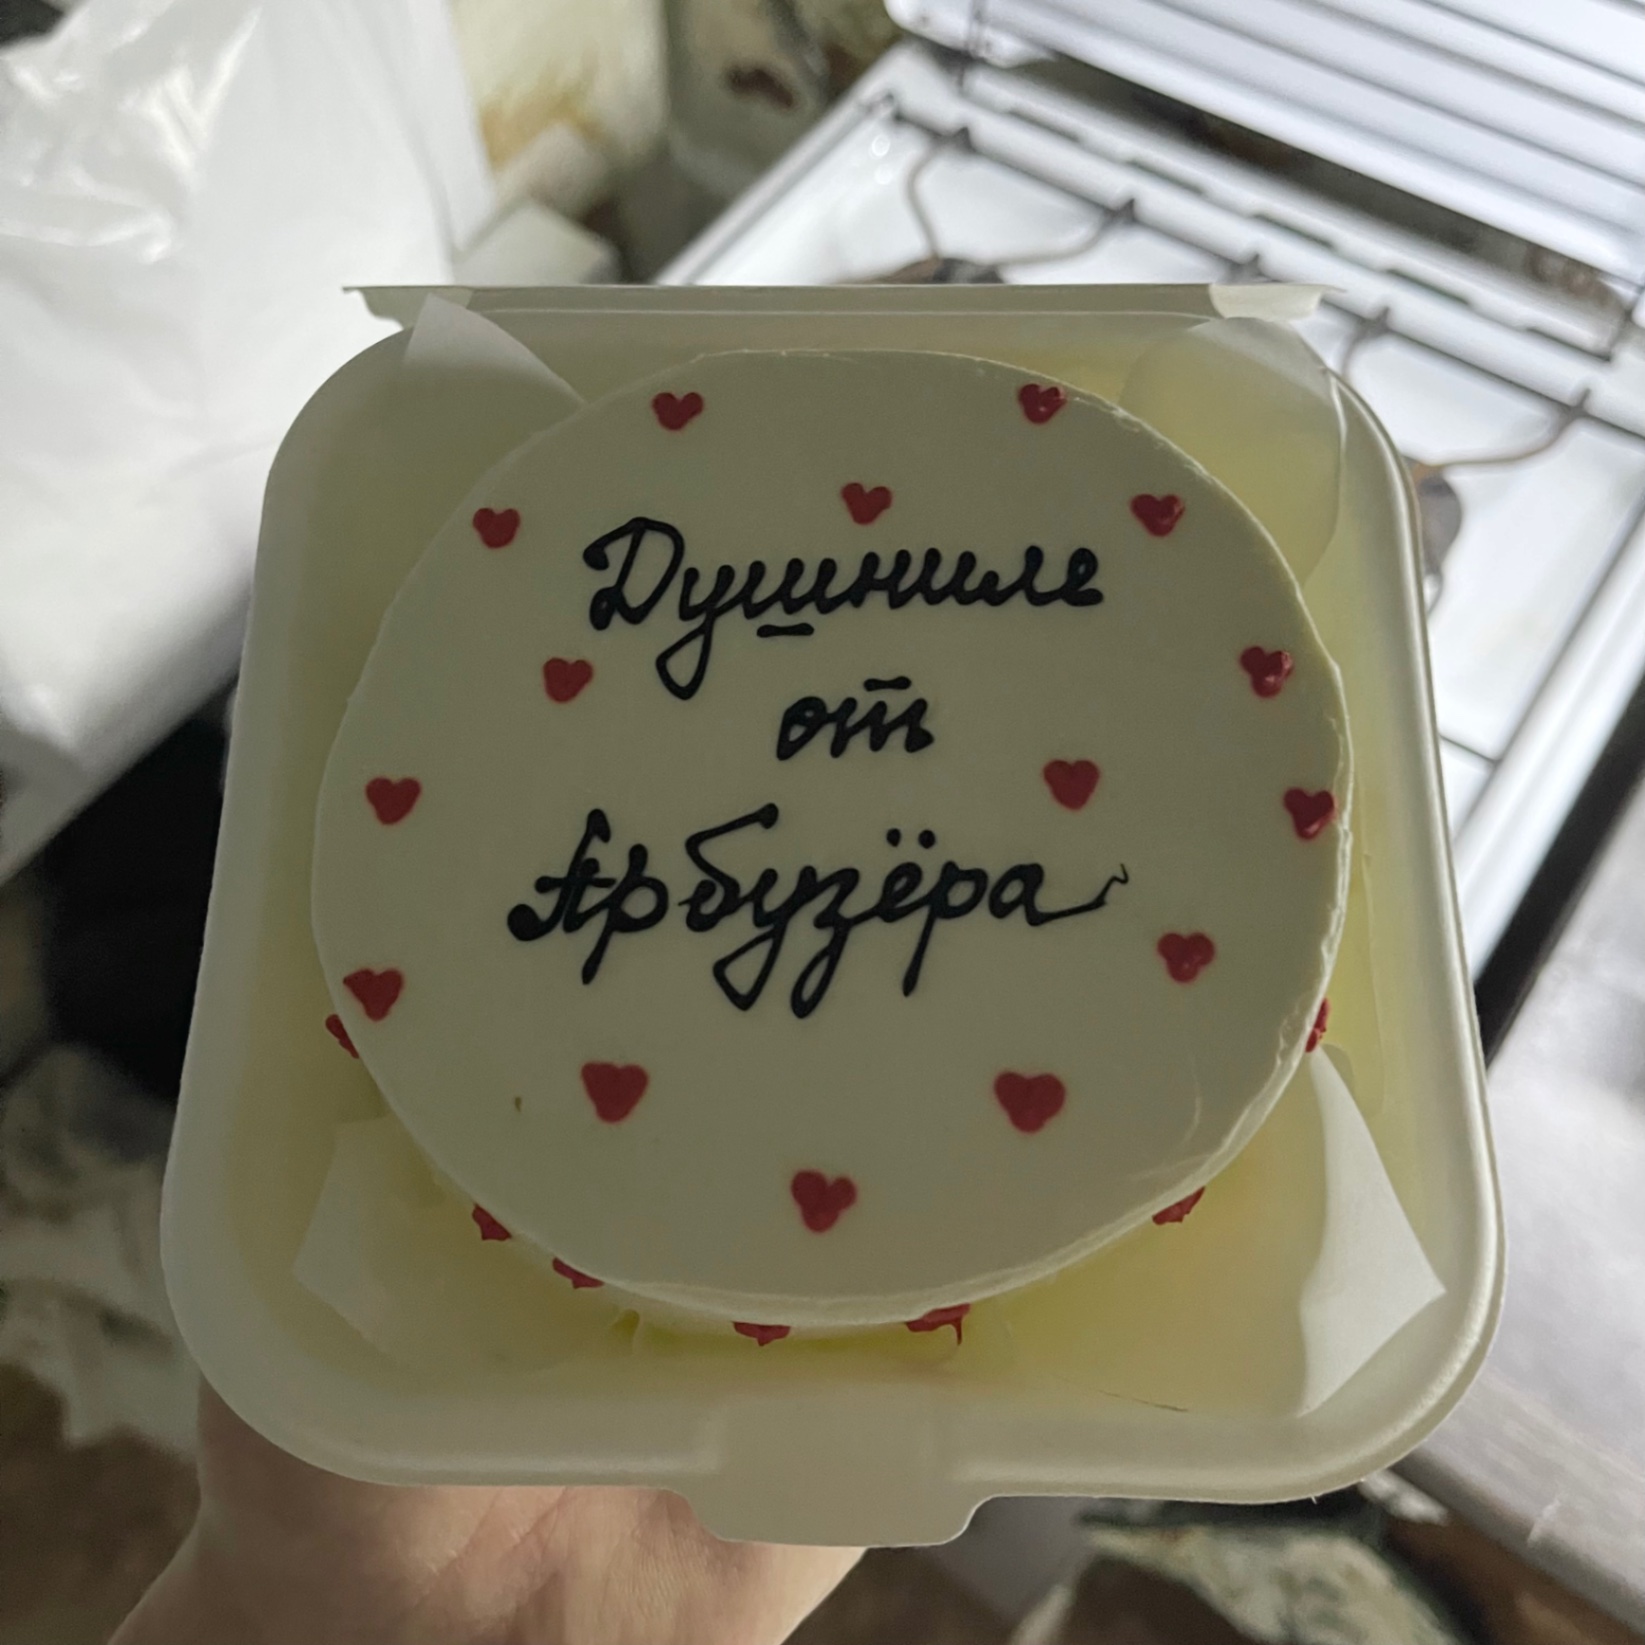 Душниле
от
Арбузёра